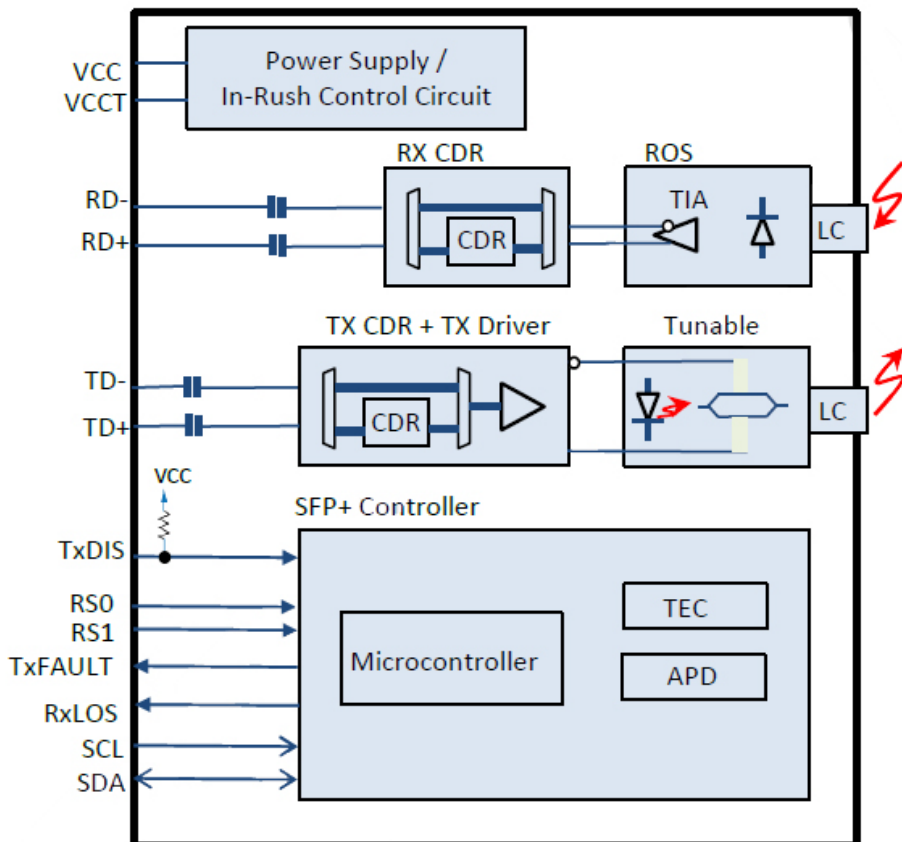 Power Supply /
In-Rush Control Circuit
VCC
VCCT
RX CDR
ROS
RD-
RD+
CDR
TIA
LC
TX CDR + TX Driver
Tunable
TD-
TD+
CDR
LC
VCC
SFP+ Controller
TxDIS
RS0
RS1
TxFAULT
RxLOS
SCL
SDA
Microcontroller
TEC
APD